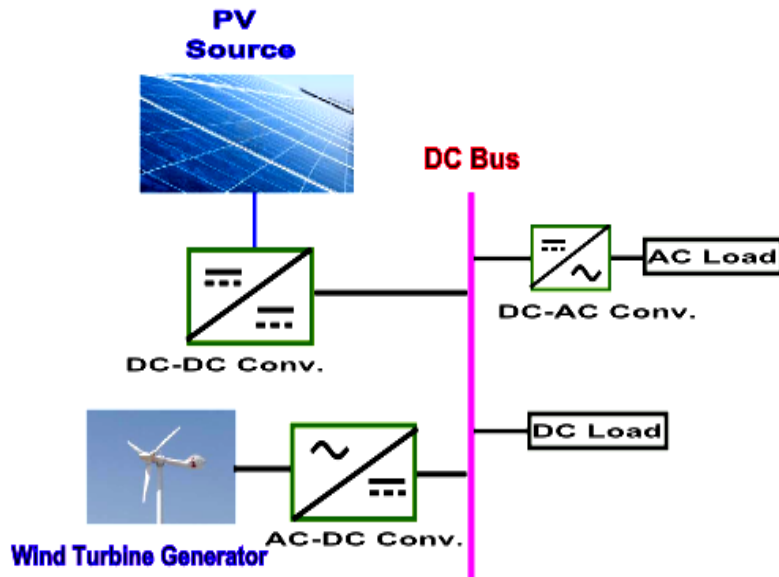 PV
Source
DC Bus
AC Load
DC-AC Conv.
DC-DC Conv.
DC Load
Wind Turbine Generator
AC-DC Conv.